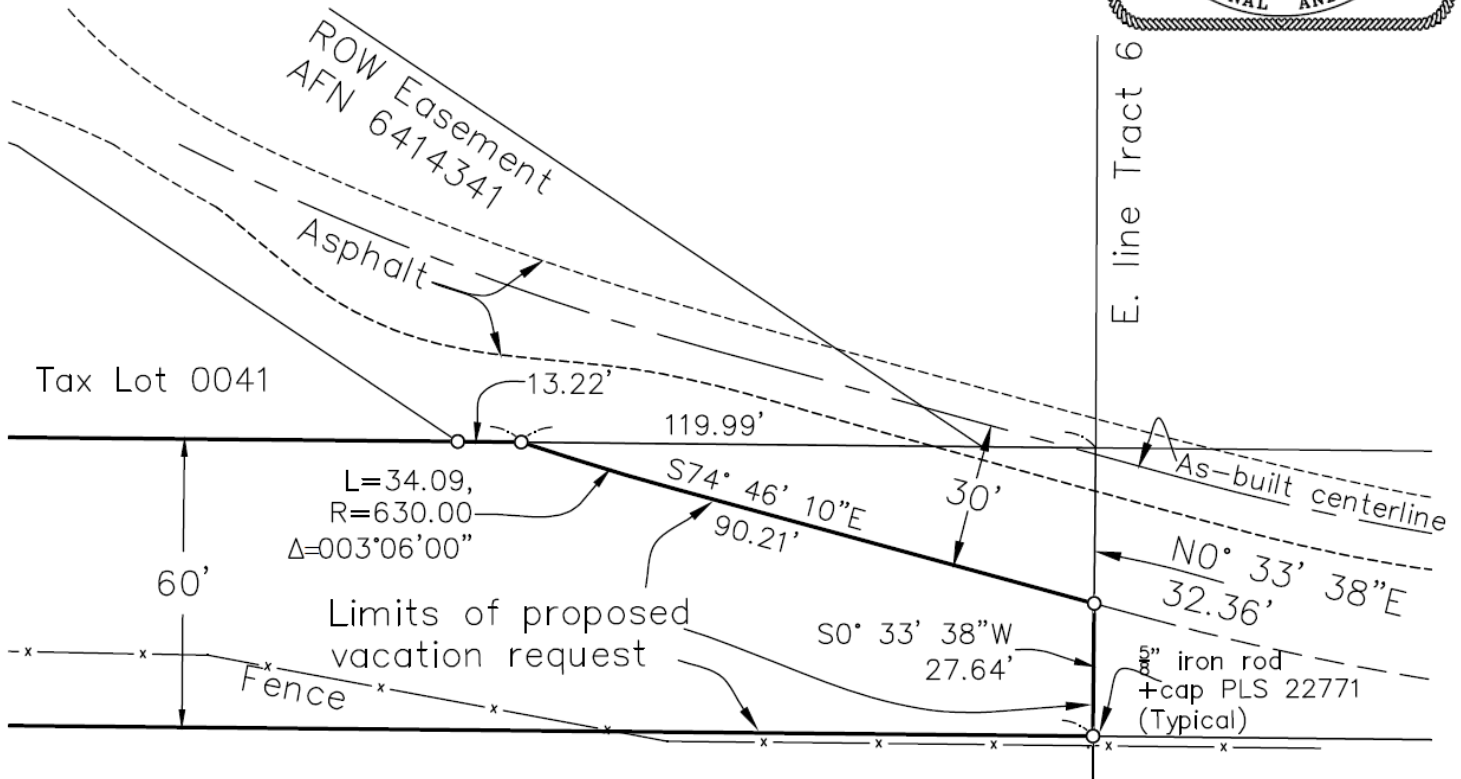 NAL AND
ROW Easement
AFN 6414341
E. line Tract 6
Asphalt
Tax Lot 0041
13.22'
119.99'
As-built centerline
L=34.09,
R=630.00
Δ=003°06'00"
S74° 46' 10"E
90.21'
30'
N0° 33' 38"E
32.36'
60'
Limits of proposed
vacation request
S0° 33' 38"W
27.64'
5/8" iron rod
+cap PLS 22771
(Typical)
Fence